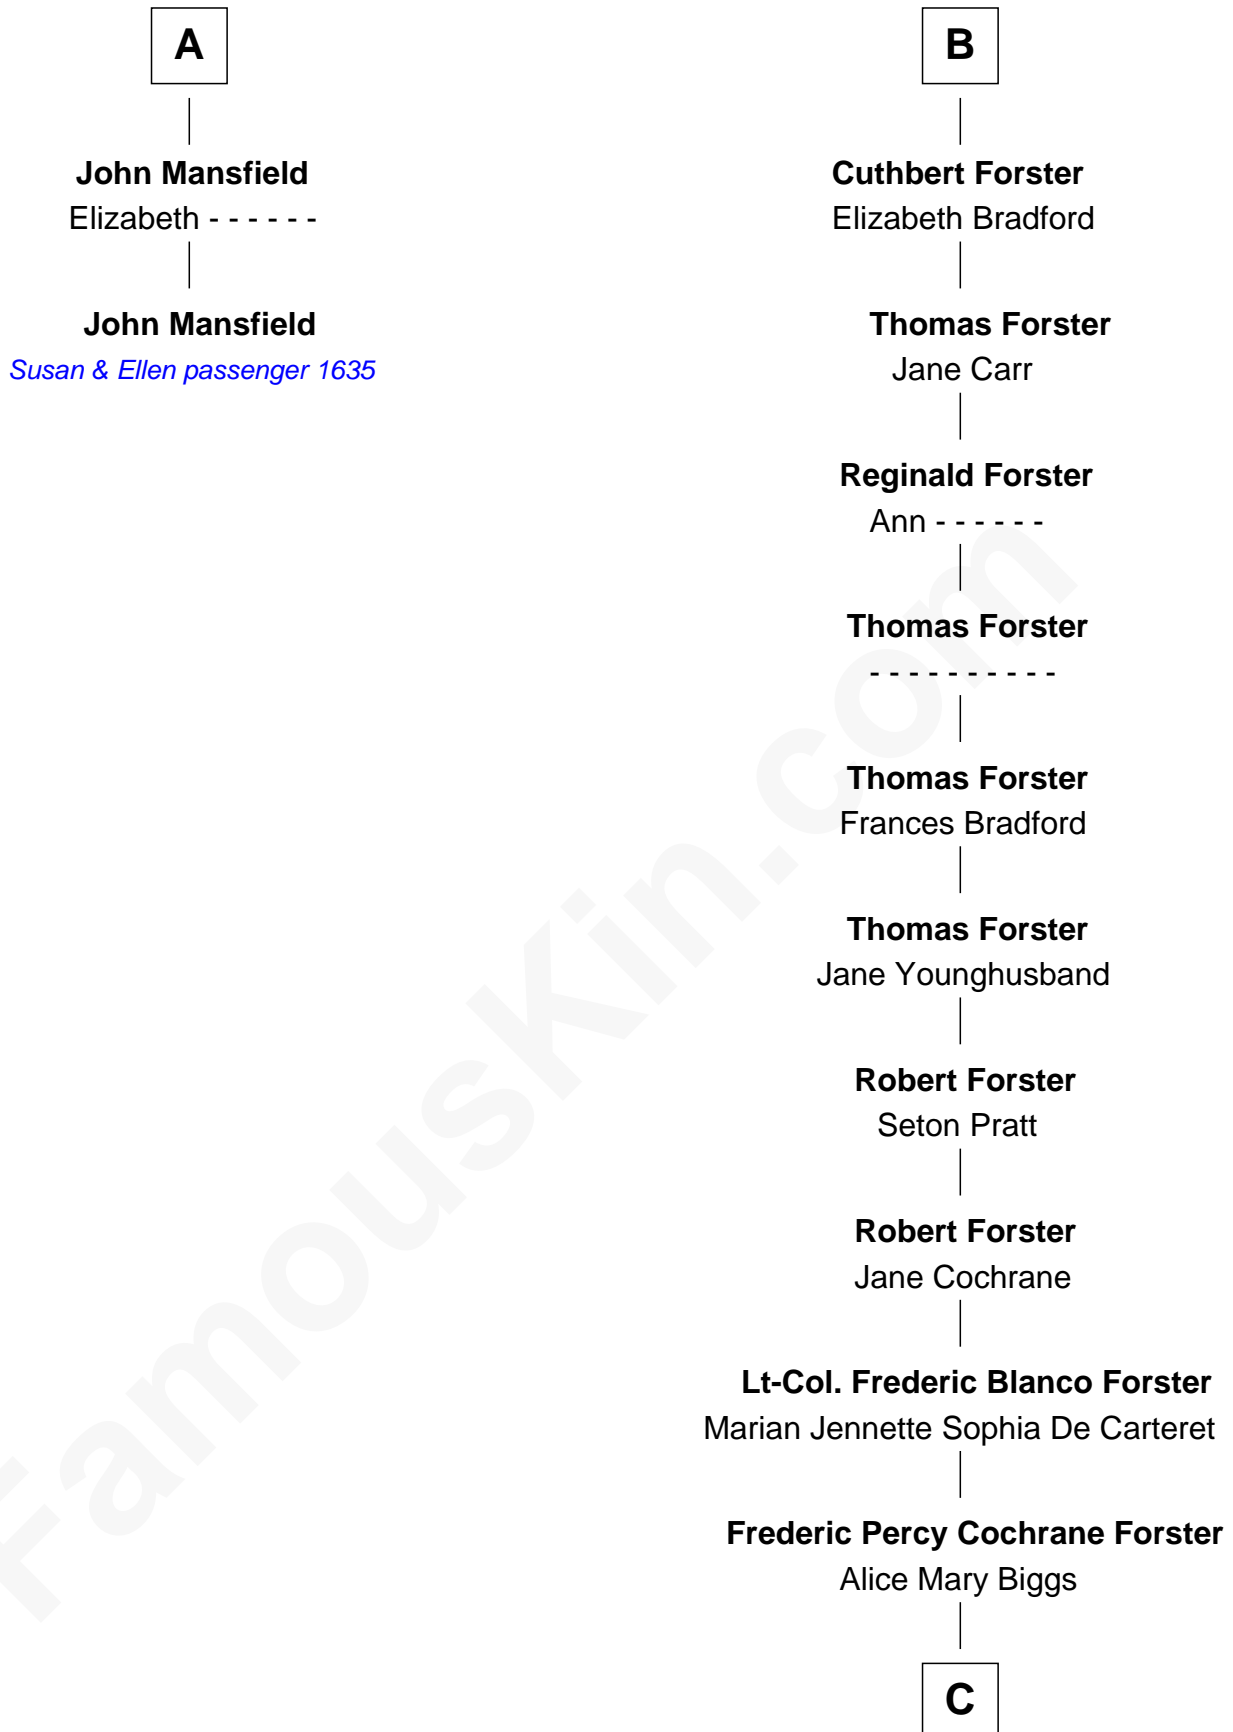 A
John Mansfield
Elizabeth - - - - - -
John Mansfield
Susan & Ellen passenger 1635
B
Cuthbert Forster
Elizabeth Bradford
Thomas Forster
Jane Carr
Reginald Forster
Ann - - - - - -
Thomas Forster
- - - - - - - - - -
Thomas Forster
Frances Bradford
Thomas Forster
Jane Younghusband
Robert Forster
Seton Pratt
Robert Forster
Jane Cochrane
Lt-Col. Frederic Blanco Forster
Marian Jennette Sophia De Carteret
Frederic Percy Cochrane Forster
Alice Mary Biggs
C
FamousKin.com